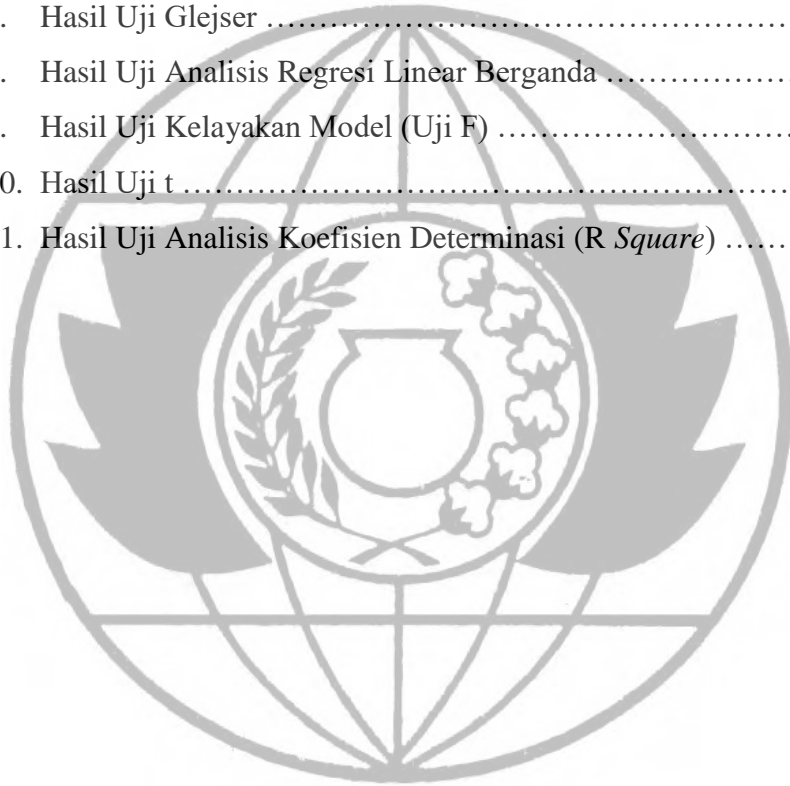 . Hasil Uji Glejser ……………………………………………
. Hasil Uji Analisis Regresi Linear Berganda ………………
. Hasil Uji Kelayakan Model (Uji F) …………………………
0. Hasil Uji t ……………………………………………………
1. Hasil Uji Analisis Koefisien Determinasi (R Square) ……